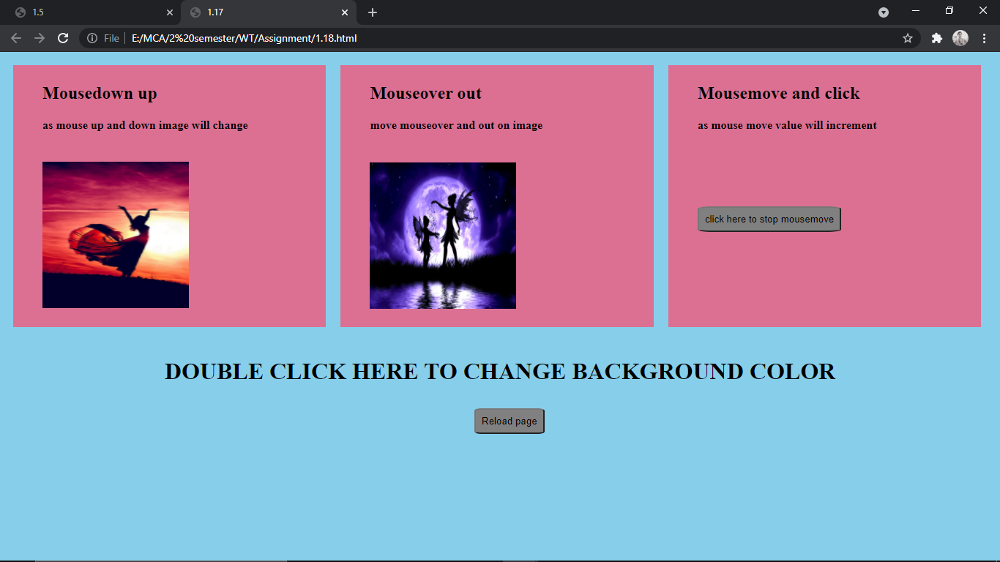 1.5
1.17
File
E:/MCA/2%20semester/WT/Assignment/1.18.html
Mousedown up
as mouse up and down image will change
Mouseover out
move mouseover and out on image
Mousemove and click
as mouse move value will increment
click here to stop mousemove
DOUBLE CLICK HERE TO CHANGE BACKGROUND COLOR
Reload page